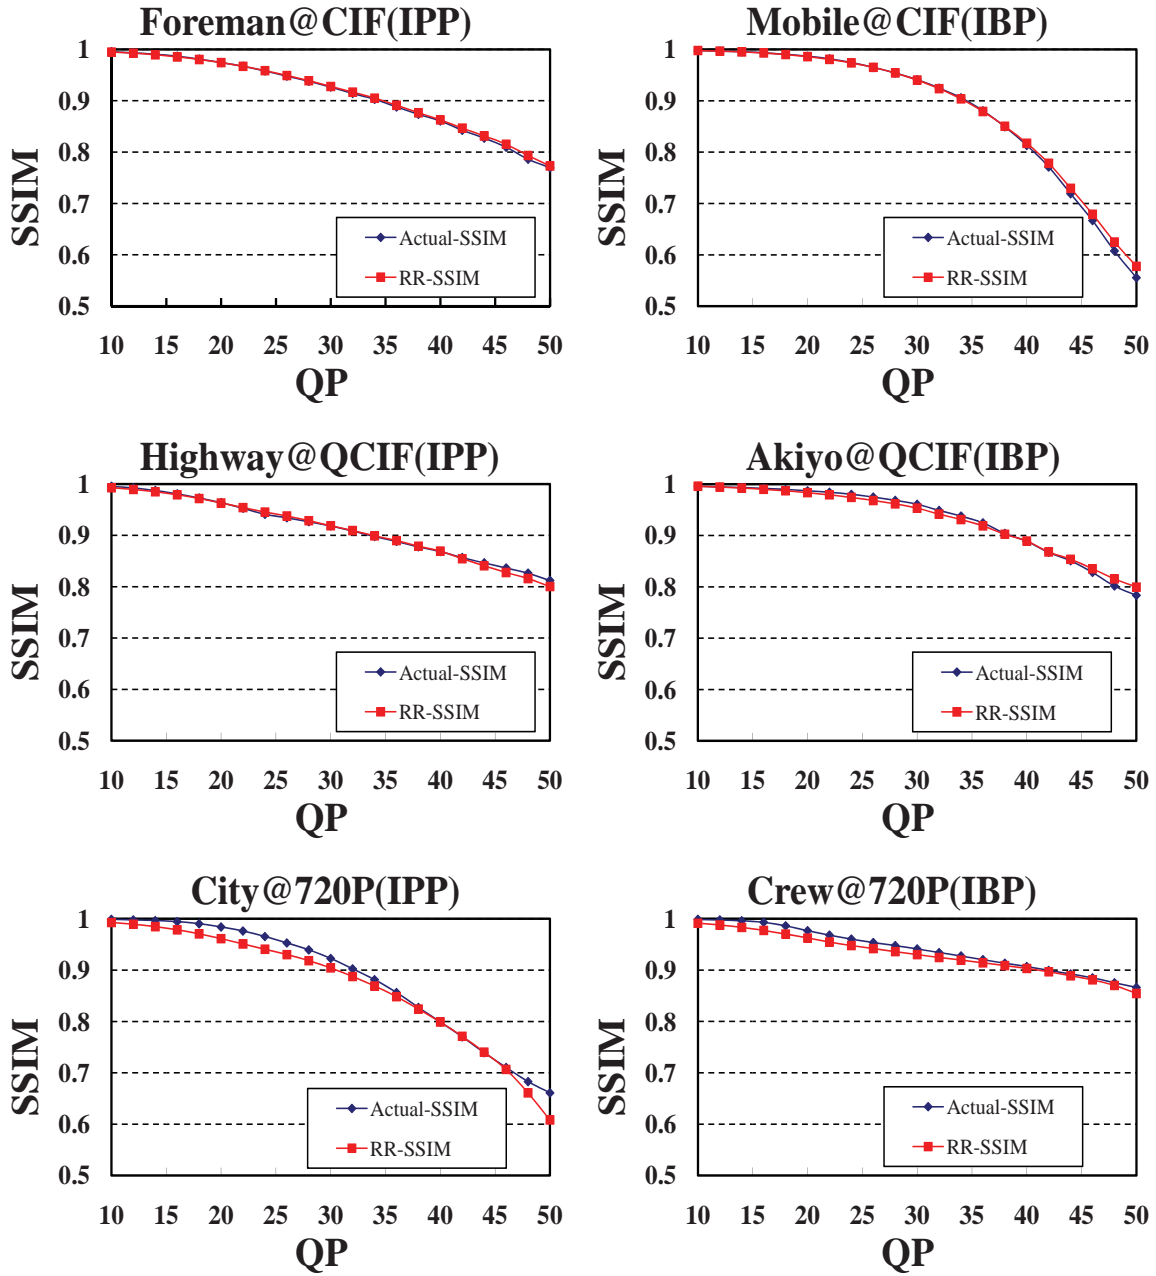 Foreman@CIF(IPP)
SSIM
1
0.9
0.8
0.7
0.6
0.5
Actual-SSIM
RR-SSIM
10 15 20 25 30 35 40 45 50
QP
Mobile@CIF(IBP)
SSIM
1
0.9
0.8
0.7
0.6
0.5
Actual-SSIM
RR-SSIM
10 15 20 25 30 35 40 45 50
QP
Highway@QCIF(IPP)
SSIM
1
0.9
0.8
0.7
0.6
0.5
Actual-SSIM
RR-SSIM
10 15 20 25 30 35 40 45 50
QP
Akiyo@QCIF(IBP)
SSIM
1
0.9
0.8
0.7
0.6
0.5
Actual-SSIM
RR-SSIM
10 15 20 25 30 35 40 45 50
QP
City@720P(IPP)
SSIM
1
0.9
0.8
0.7
0.6
0.5
Actual-SSIM
RR-SSIM
10 15 20 25 30 35 40 45 50
QP
Crew@720P(IBP)
SSIM
1
0.9
0.8
0.7
0.6
0.5
Actual-SSIM
RR-SSIM
10 15 20 25 30 35 40 45 50
QP